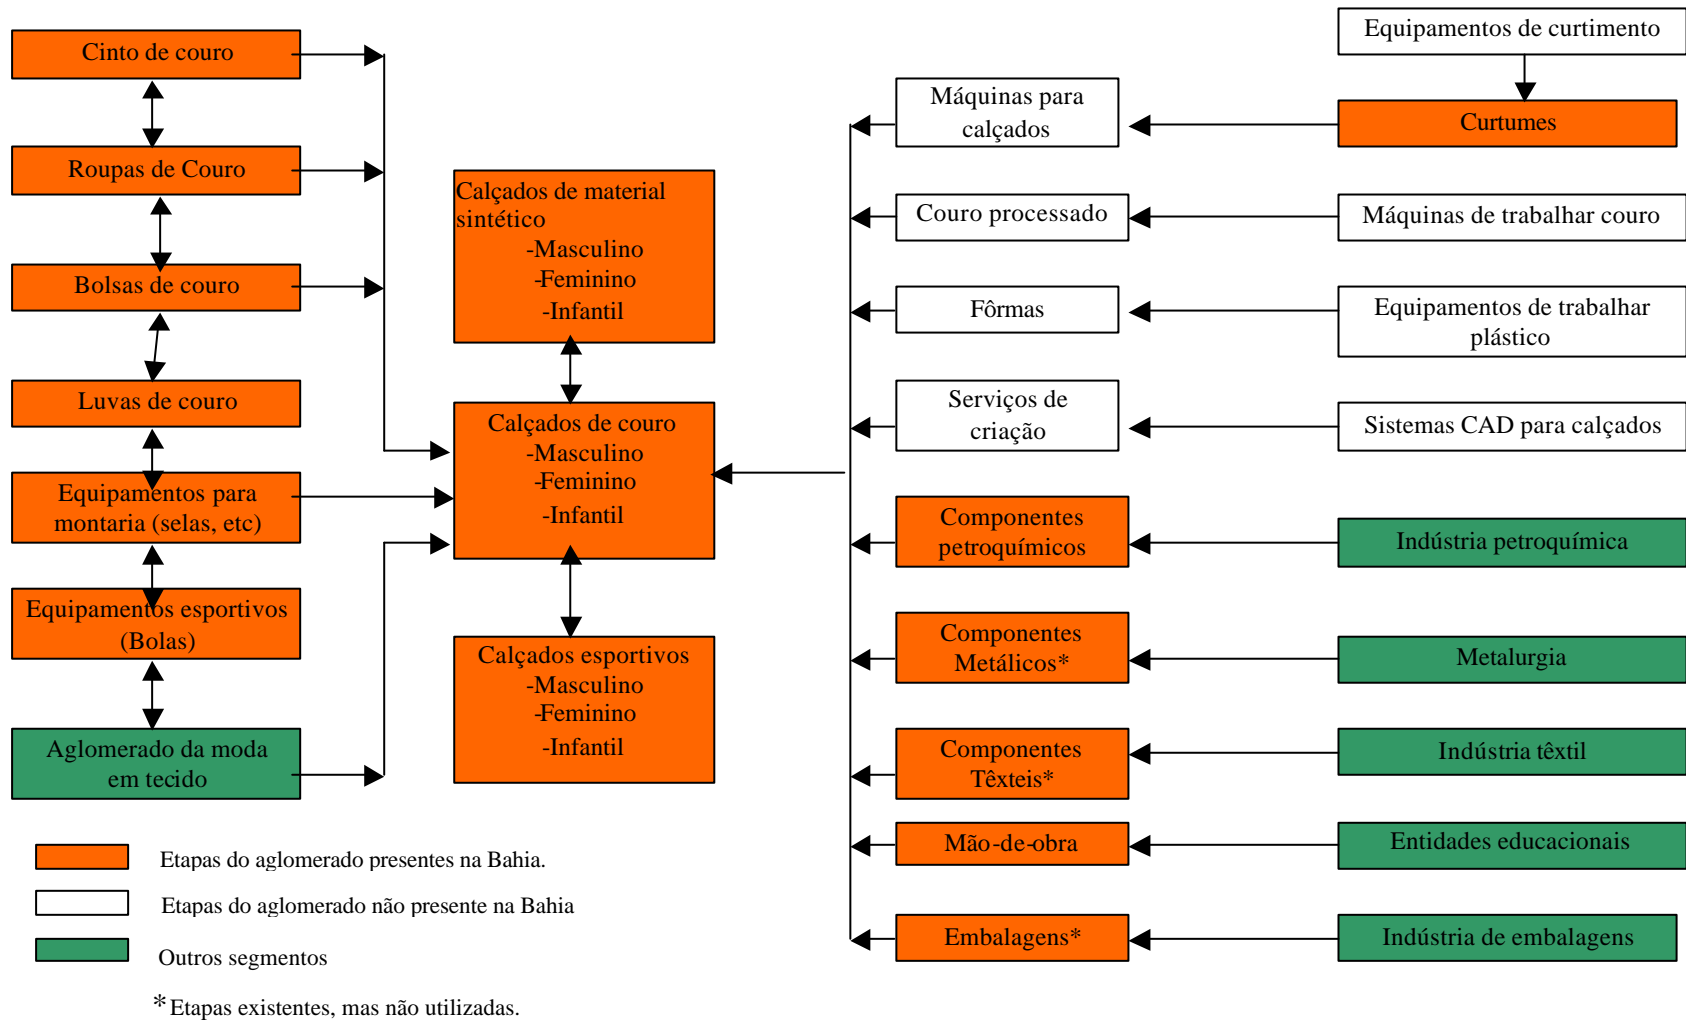 Cinto de couro
Roupas de Couro
Bolsas de couro
Luvas de couro
Equipamentos para
montaria (selas, etc)
Equipamentos esportivos
(Bolas)
Aglomerado da moda
em tecido
Calçados de material
sintético
-Masculino
-Feminino
-Infantil
Calçados de couro
-Masculino
-Feminino
-Infantil
Calçados esportivos
-Masculino
-Feminino
-Infantil
Máquinas para
calçados
Couro processado
Fôrmas
Serviços de
criação
Componentes
petroquímicos
Componentes
Metálicos*
Componentes
Têxteis*
Mão-de-obra
Embalagens*
Equipamentos de curtimento
Curtumes
Máquinas de trabalhar couro
Equipamentos de trabalhar
plástico
Sistemas CAD para calçados
Indústria petroquímica
Metalurgia
Indústria têxtil
Entidades educacionais
Indústria de embalagens
Etapas do aglomerado presentes na Bahia.
Etapas do aglomerado não presente na Bahia
Outros segmentos
* Etapas existentes, mas não utilizadas.